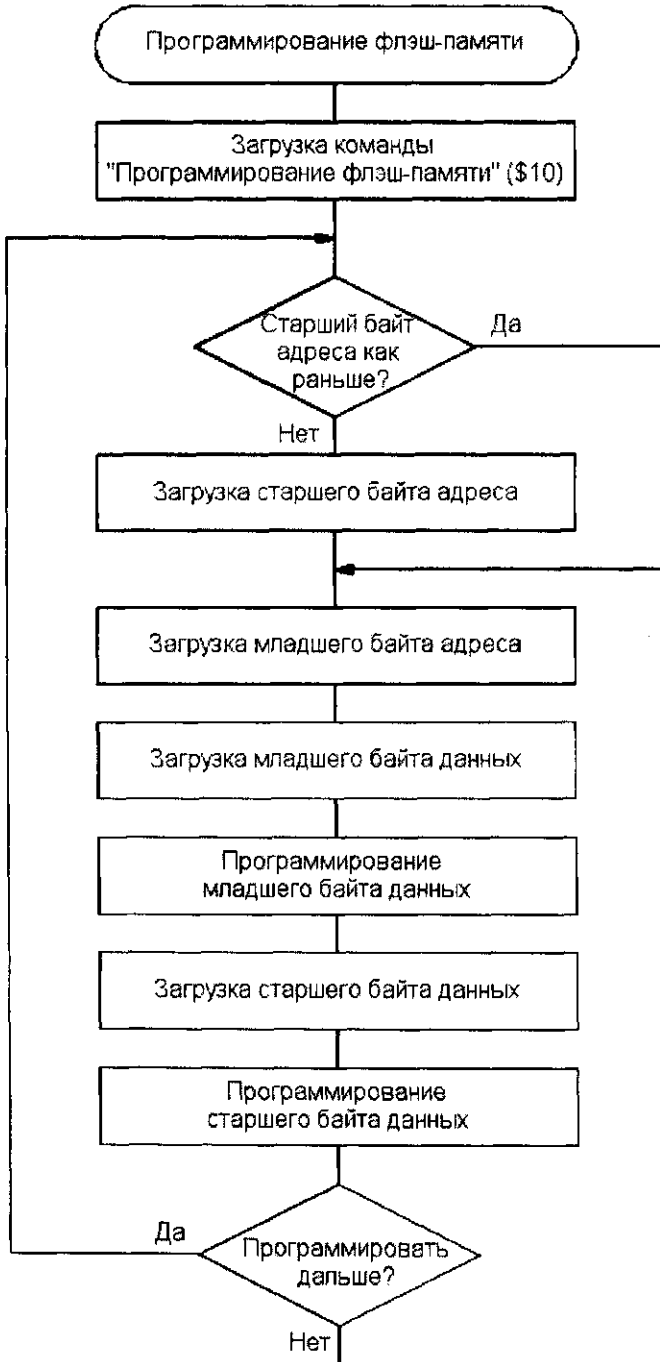 Программирование флэш-памяти
Загрузка команды
"Программирование флэш-памяти" ($10)
Старший байт
адреса как
раньше?
Да
Нет
Загрузка старшего байта адреса
Загрузка младшего байта адреса
Загрузка младшего байта данных
Программирование
младшего байта данных
Загрузка старшего байта данных
Программирование
старшего байта данных
Да
Программировать
дальше?
Нет